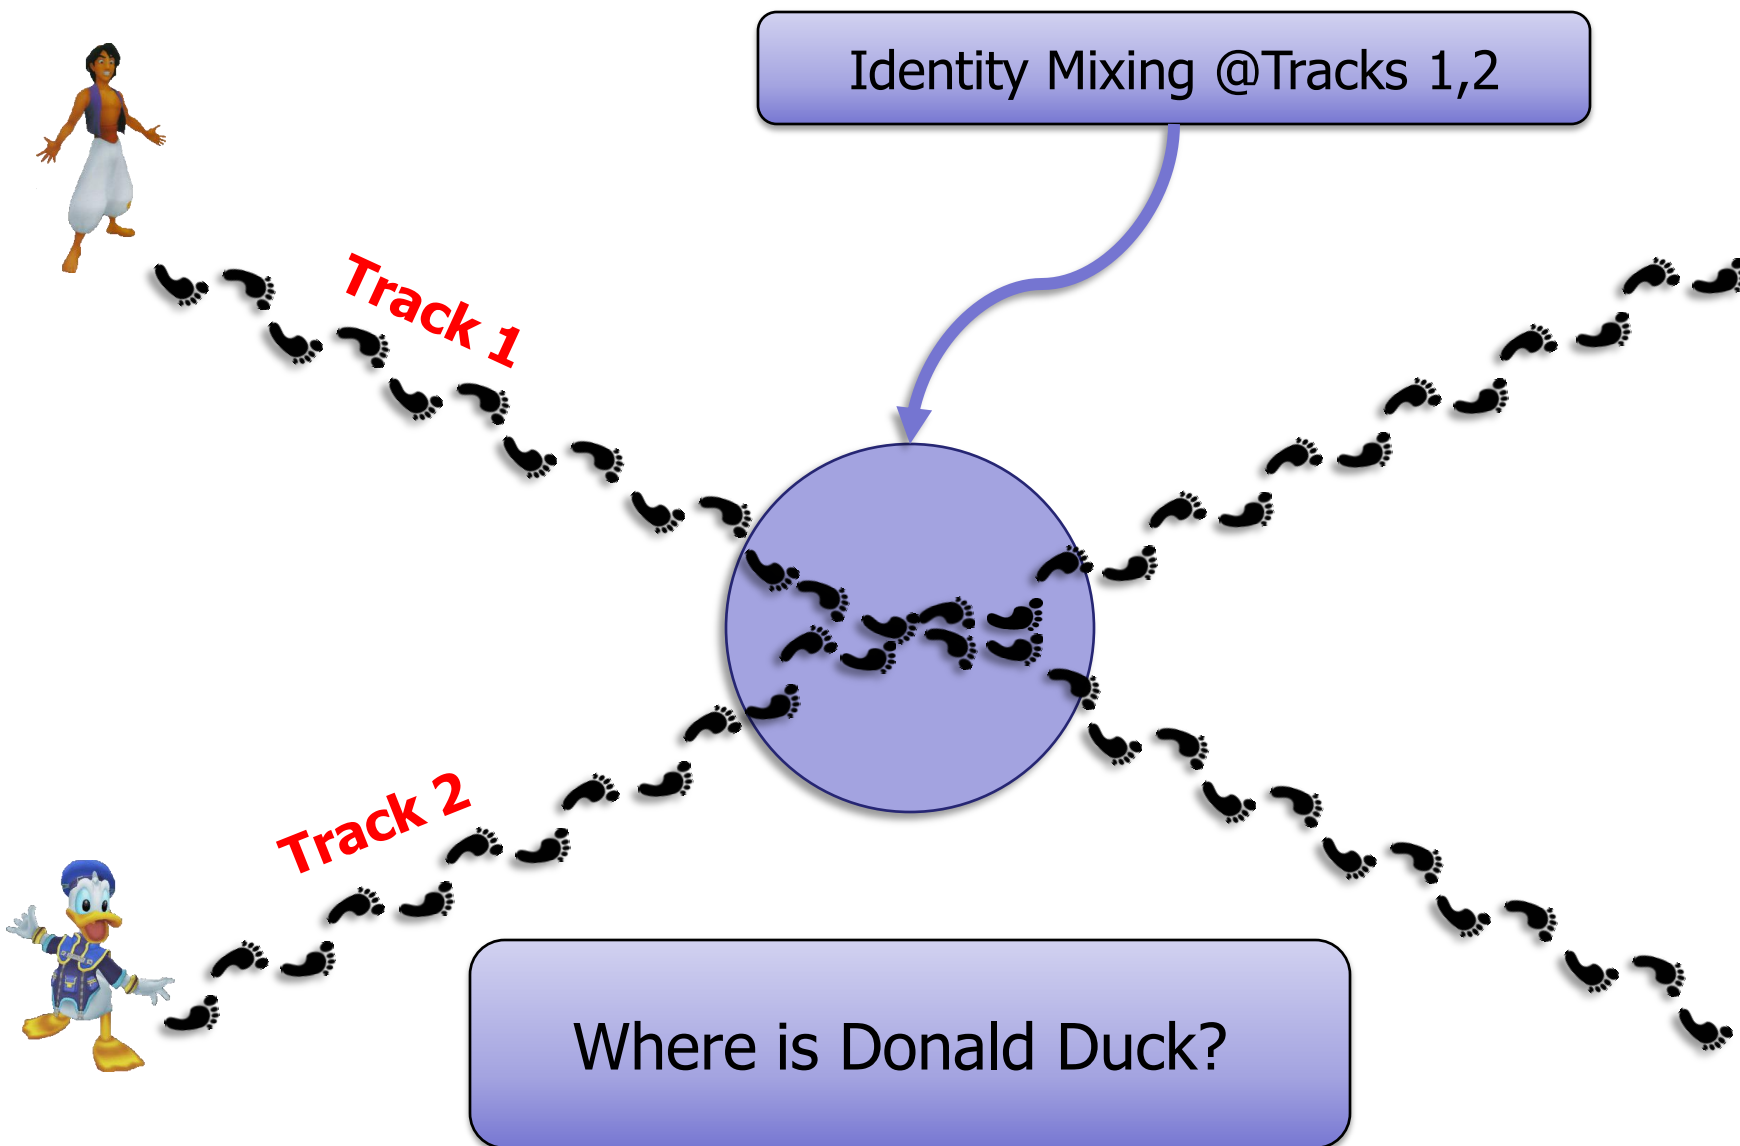 Identity Mixing @Tracks 1,2
Track 1
Track 2
Where is Donald Duck?